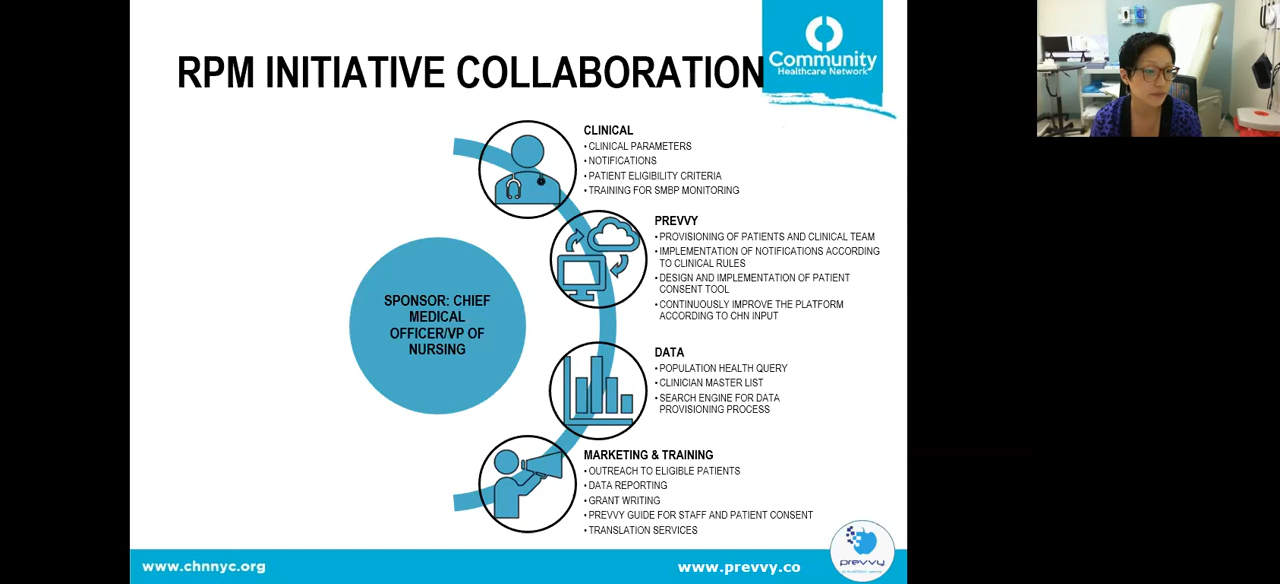 RPM INITIATIVE COLLABORATION
Community
Healthcare Network
CLINICAL
• CLINICAL PARAMETERS
• NOTIFICATIONS
• PATIENT ELIGIBILITY CRITERIA
• TRAINING FOR SMBP MONITORING
PREVVY
• PROVISIONING OF PATIENTS AND CLINICAL TEAM
• IMPLEMENTATION OF NOTIFICATIONS ACCORDING
TO CLINICAL RULES
• DESIGN AND IMPLEMENTATION OF PATIENT
CONSENT TOOL
• CONTINUOUSLY IMPROVE THE PLATFORM
ACCORDING TO CHN INPUT
SPONSOR: CHIEF
MEDICAL
OFFICER/VP OF
NURSING
DATA
• POPULATION HEALTH QUERY
• CLINICIAN MASTER LIST
• SEARCH ENGINE FOR DATA
PROVISIONING PROCESS
MARKETING & TRAINING
• OUTREACH TO ELIGIBLE PATIENTS
• DATA REPORTING
• GRANT WRITING
• PREVVY GUIDE FOR STAFF AND PATIENT CONSENT
• TRANSLATION SERVICES
www.chnnyc.org
www.prevvy.co
prevvy